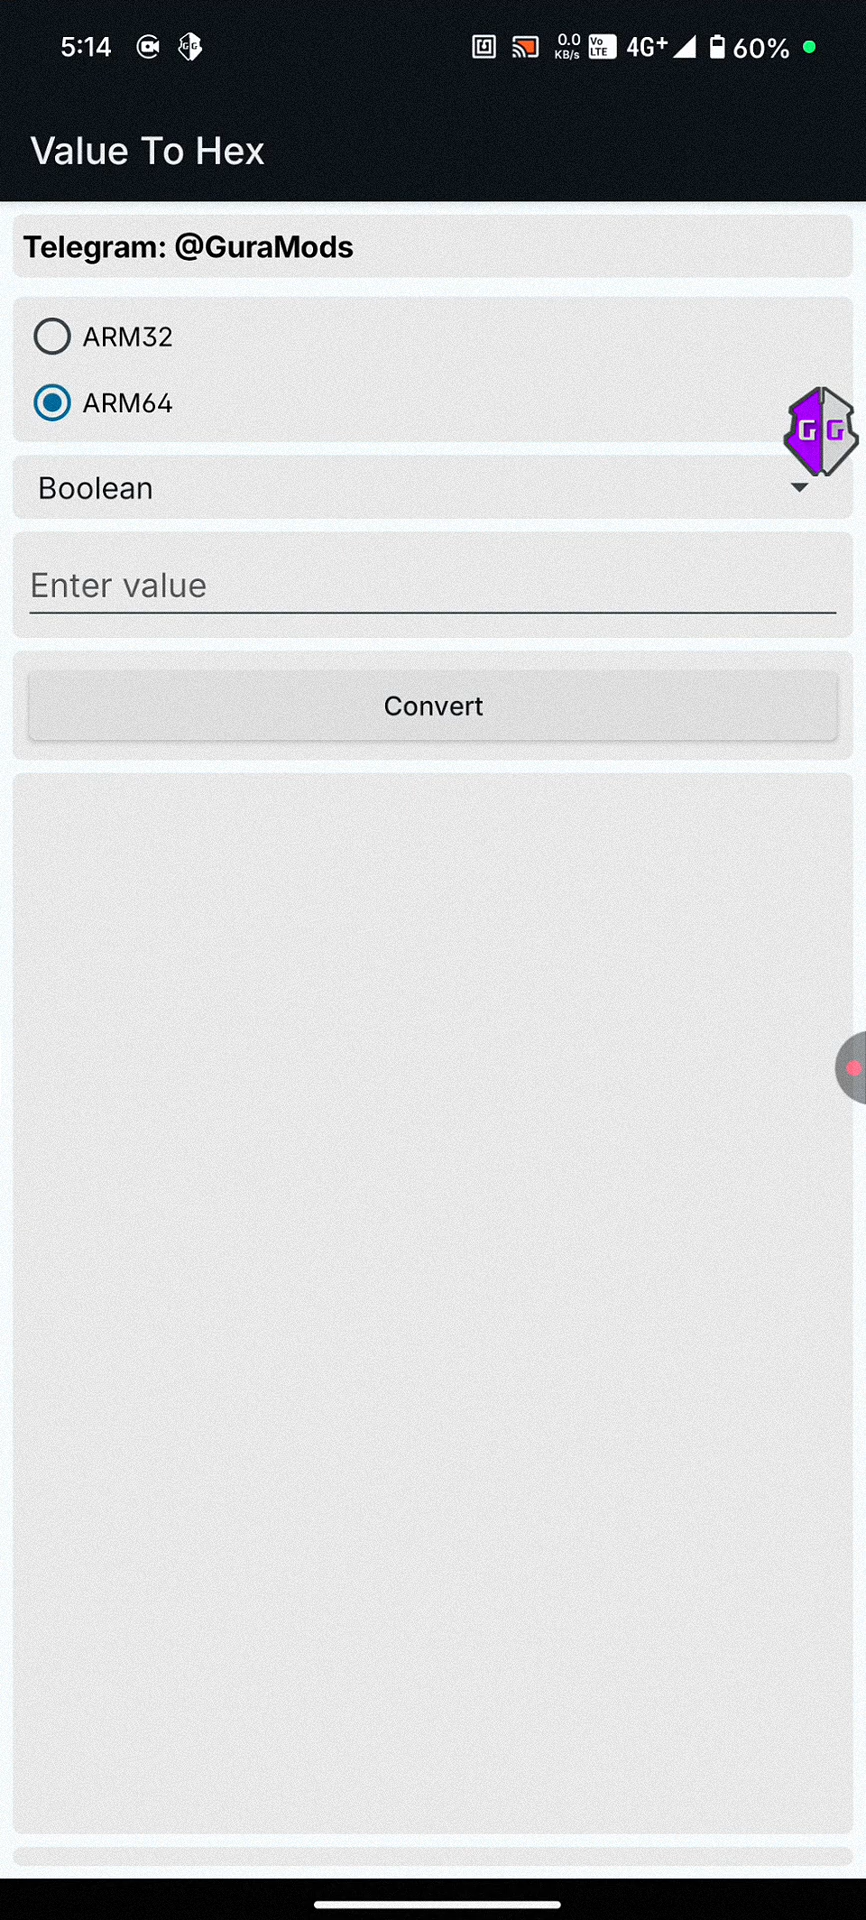 5:14 0.0 KB/s Vo LTE 4G+ 60%
Value To Hex
Telegram: @GuraMods
ARM32
ARM64
GG
Boolean
Enter value
Convert